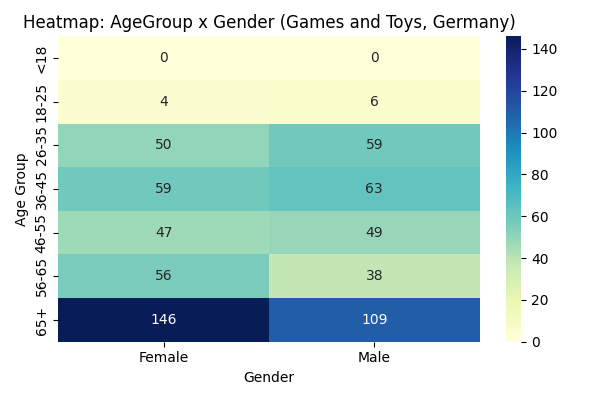 Heatmap: AgeGroup x Gender (Games and Toys, Germany)
Age Group
<18 0 0
18-25 4 6
26-35 50 59
36-45 59 63
46-55 47 49
56-65 56 38
65+ 146 109
Female Male
Gender
140
120
100
80
60
40
20
0